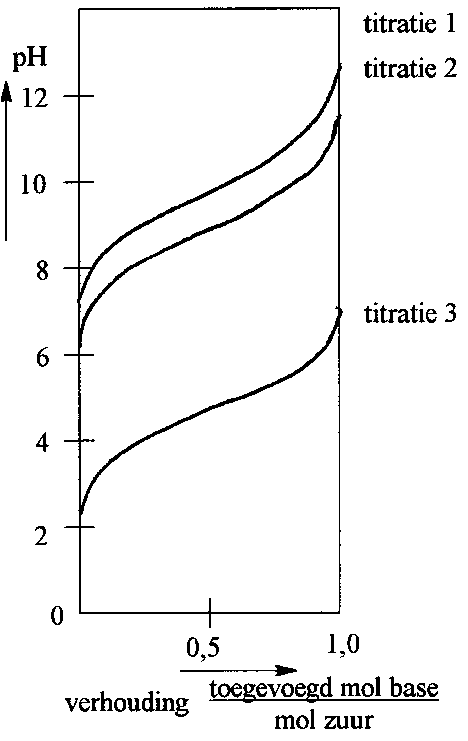 titratie 1
pH
titratie 2
12
10
8
titratie 3
6
4
2
0
0,5
1,0
verhouding toegevoegd mol base
mol zuur